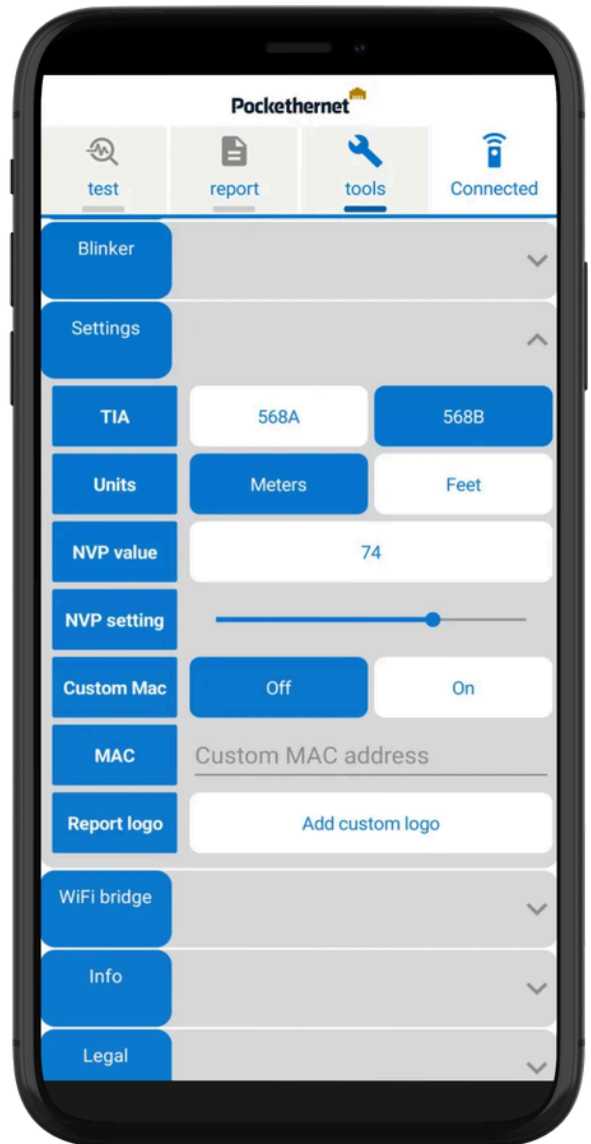 Pockethernet
test
report
tools
Connected
Blinker
Settings
TIA
568A
568B
Units
Meters
Feet
NVP value
74
NVP setting
Custom Mac
Off
On
MAC
Custom MAC address
Report logo
Add custom logo
WiFi bridge
Info
Legal